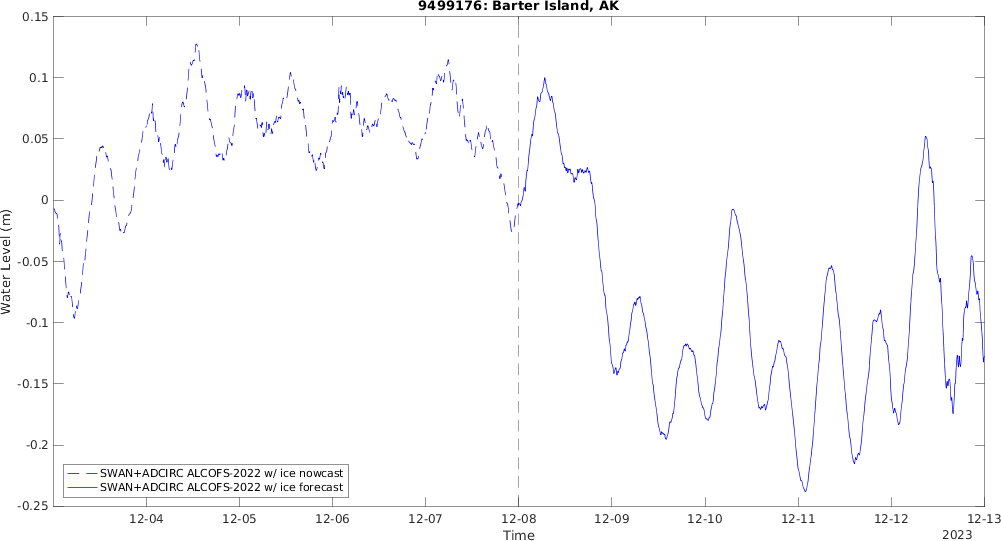 9499176: Barter Island, AK
0.15
0.1
0.05
0
-0.05
-0.1
-0.15
-0.2
-0.25
Water Level (m)
SWAN+ADCIRC ALCOFS-2022 w/ ice nowcast
SWAN+ADCIRC ALCOFS-2022 w/ ice forecast
12-04 12-05 12-06 12-07 12-08 12-09 12-10 12-11 12-12 12-13
Time
2023